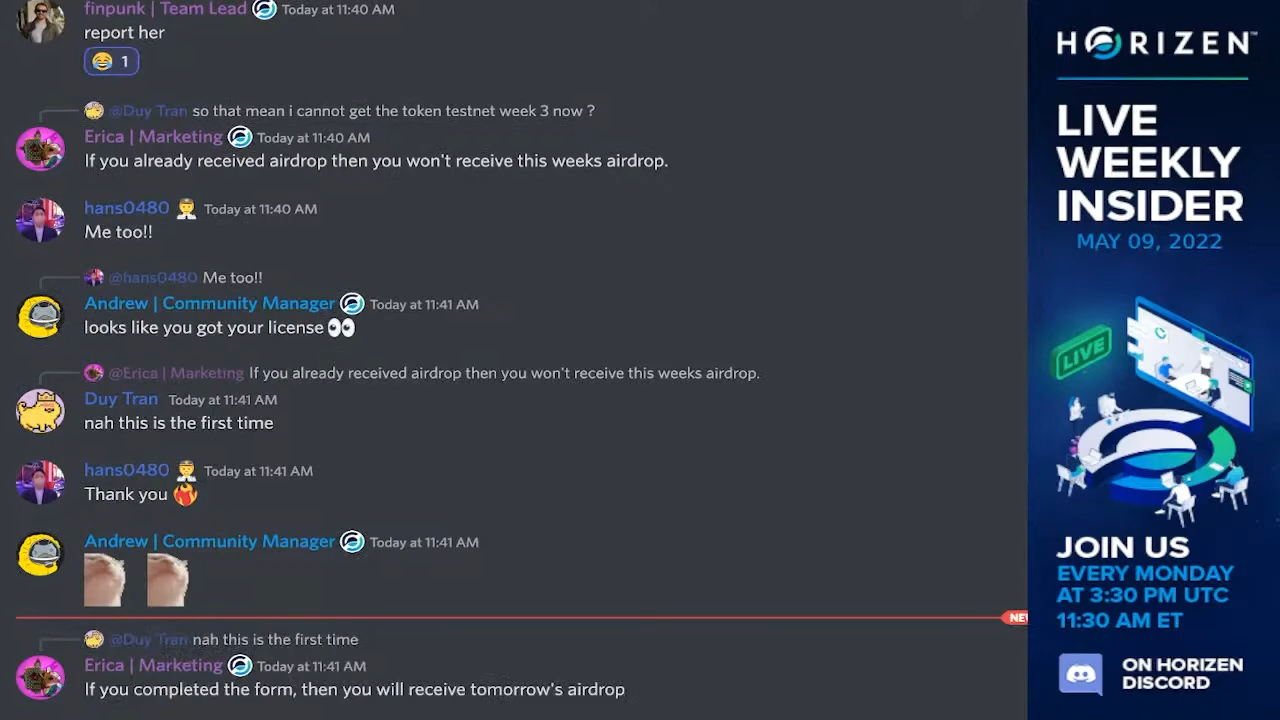 finpunk | Team Lead Today at 11:40 AM
report her
1
@Duy Tran so that mean i cannot get the token testnet week 3 now ?
Erica | Marketing Today at 11:40 AM
If you already received airdrop then you won't receive this weeks airdrop.
hans0480 Today at 11:40 AM
Me too!!
@hans0480 Me too!!
Andrew | Community Manager Today at 11:41 AM
looks like you got your license
@Erica | Marketing If you already received airdrop then you won't receive this weeks airdrop.
Duy Tran Today at 11:41 AM
nah this is the first time
hans0480 Today at 11:41 AM
Thank you
Andrew | Community Manager Today at 11:41 AM
NEW
@Duy Tran nah this is the first time
Erica | Marketing Today at 11:41 AM
If you completed the form, then you will receive tomorrow's airdrop
HORIZEN™
LIVE
WEEKLY
INSIDER
MAY 09, 2022
LIVE
JOIN US
EVERY MONDAY
AT 3:30 PM UTC
11:30 AM ET
ON HORIZEN
DISCORD